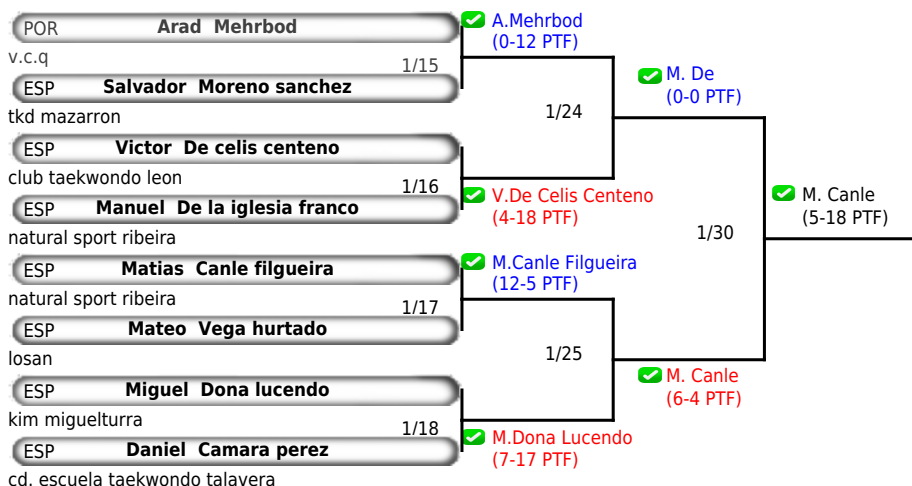 POR Arad Mehrbod
v.c.q
1/15
ESP Salvador Moreno sanchez
tkd mazarron
ESP Victor De celis centeno
club taekwondo leon
1/16
ESP Manuel De la iglesia franco
natural sport ribeira
ESP Matias Canle filgueira
natural sport ribeira
1/17
ESP Mateo Vega hurtado
losan
ESP Miguel Dona lucendo
kim miguelturra
1/18
ESP Daniel Camara perez
cd. escuela taekwondo talavera
A.Mehrbod
(0-12 PTF)
1/24
V.De Celis Centeno
(4-18 PTF)
M.Canle Filgueira
(12-5 PTF)
1/25
M.Dona Lucendo
(7-17 PTF)
M. De
(0-0 PTF)
1/30
M. Canle
(6-4 PTF)
M. Canle
(5-18 PTF)